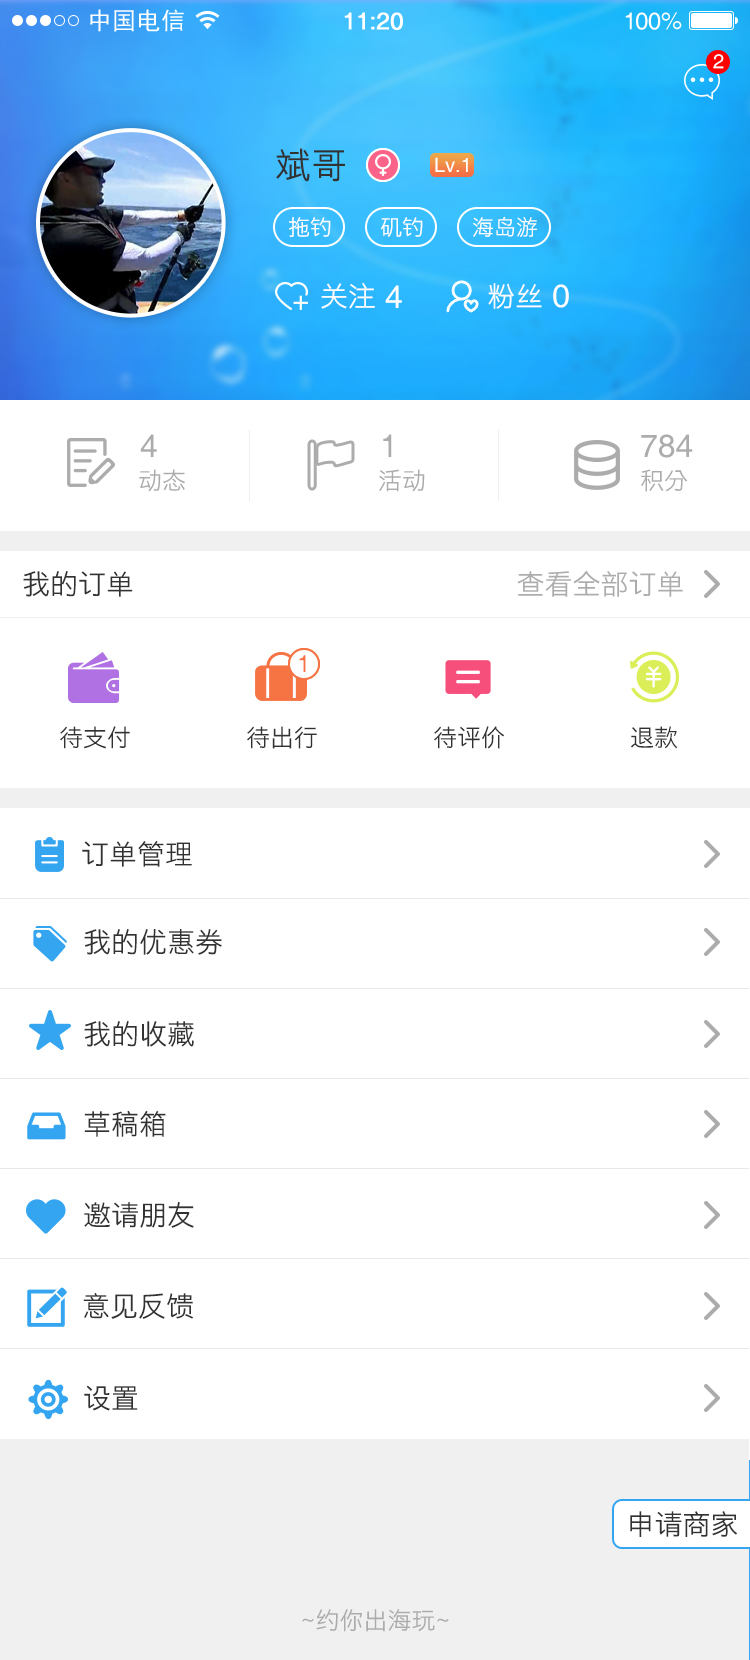 中国电信 11:20 100%
2
斌哥 Lv.1
拖钓 矶钓 海岛游
关注 4 粉丝 0
4 1 784
动态 活动 积分
我的订单 查看全部订单
1
待支付 待出行 待评价 退款
订单管理
我的优惠券
我的收藏
草稿箱
邀请朋友
意见反馈
设置
申请商家
~约你出海玩~